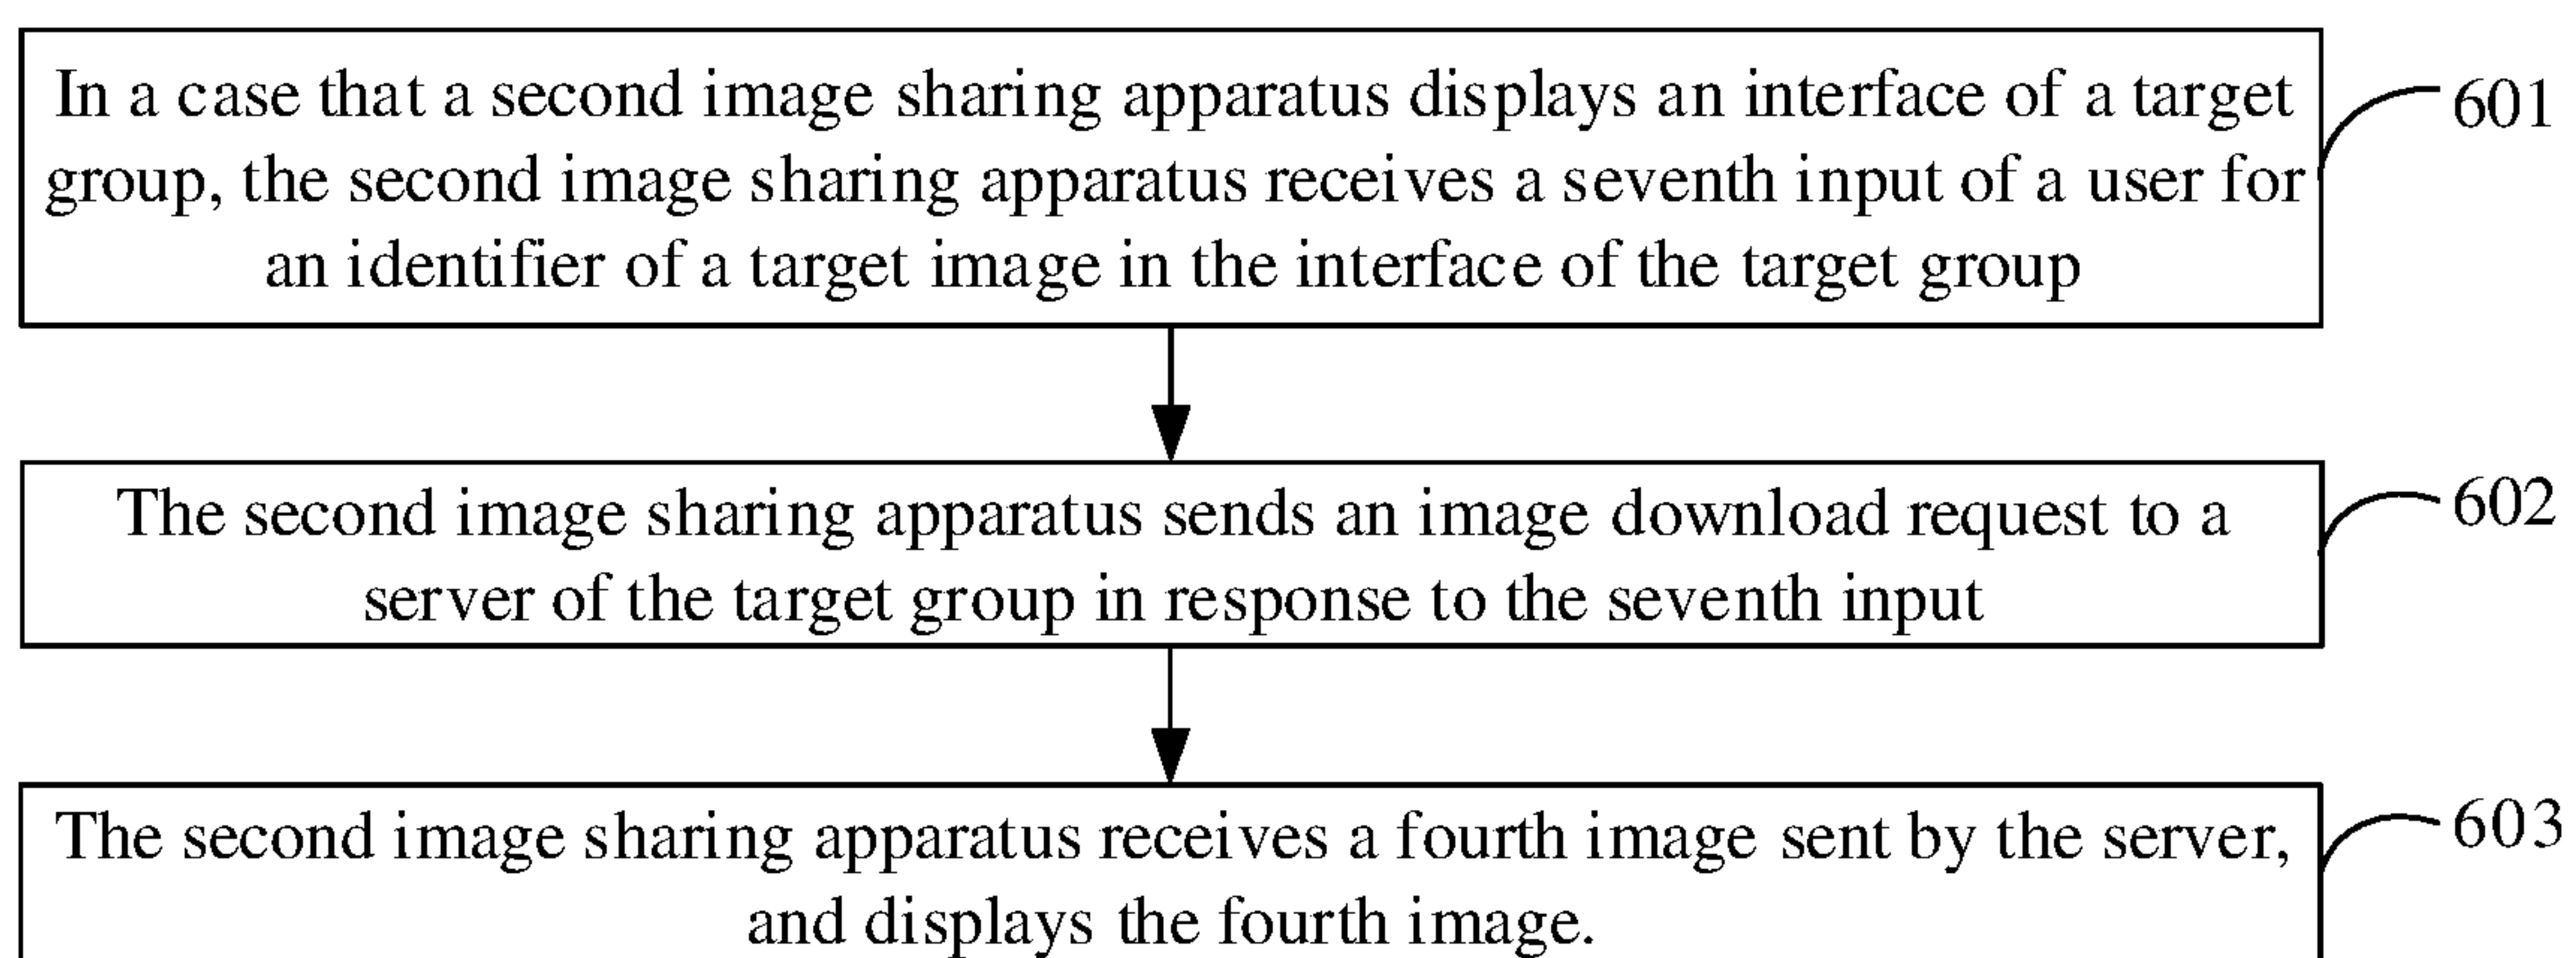 In a case that a second image sharing apparatus displays an interface of a target
group, the second image sharing apparatus receives a seventh input of a user for
an identifier of a target image in the interface of the target group
601
The second image sharing apparatus sends an image download request to a
server of the target group in response to the seventh input
602
The second image sharing apparatus receives a fourth image sent by the server,
and displays the fourth image.
603